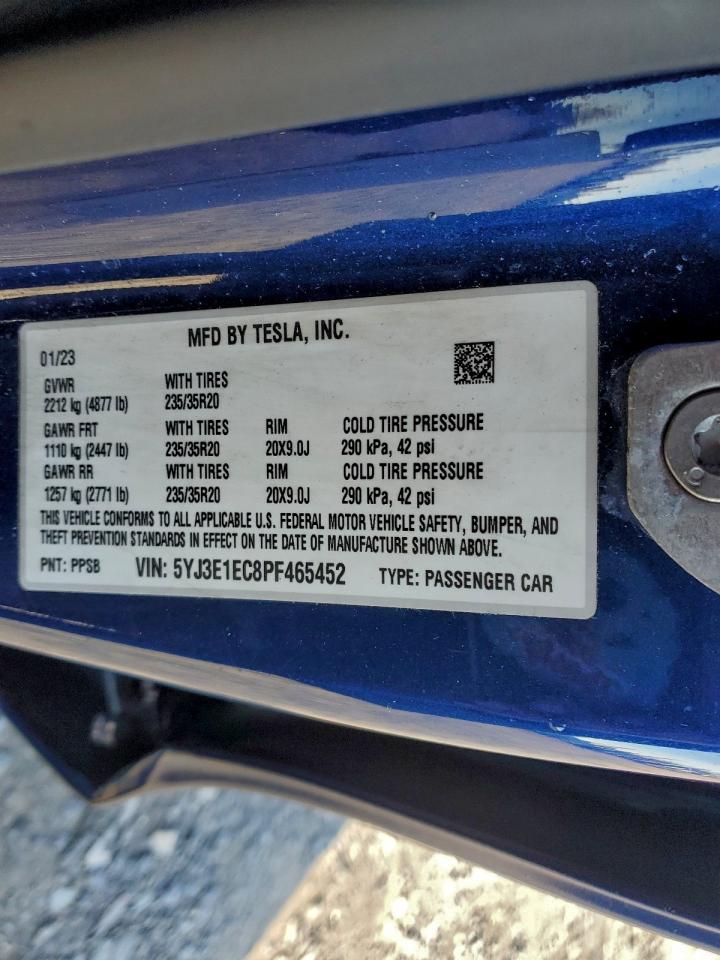 MFD BY TESLA, INC.
01/23
GVWR WITH TIRES
2212 kg (4877 lb) 235/35R20
GAWR FRT WITH TIRES RIM COLD TIRE PRESSURE
1110 kg (2447 lb) 235/35R20 20X9.0J 290 kPa, 42 psi
GAWR RR WITH TIRES RIM COLD TIRE PRESSURE
1257 kg (2771 lb) 235/35R20 20X9.0J 290 kPa, 42 psi
THIS VEHICLE CONFORMS TO ALL APPLICABLE U.S. FEDERAL MOTOR VEHICLE SAFETY, BUMPER, AND
THEFT PREVENTION STANDARDS IN EFFECT ON THE DATE OF MANUFACTURE SHOWN ABOVE.
PNT: PPSB VIN: 5YJ3E1EC8PF465452 TYPE: PASSENGER CAR